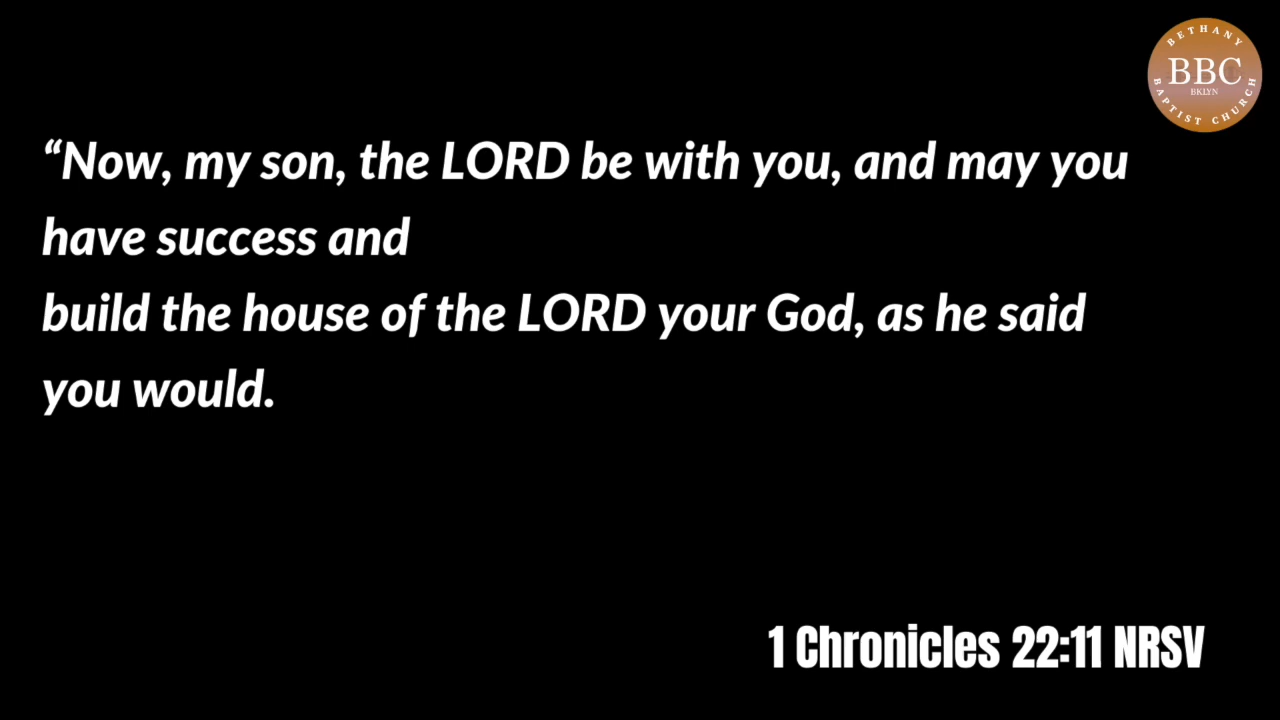 BETHANY
BBC
BKLYN
BAPTIST CHURCH
“Now, my son, the LORD be with you, and may you
have success and
build the house of the LORD your God, as he said
you would.
1 Chronicles 22:11 NRSV